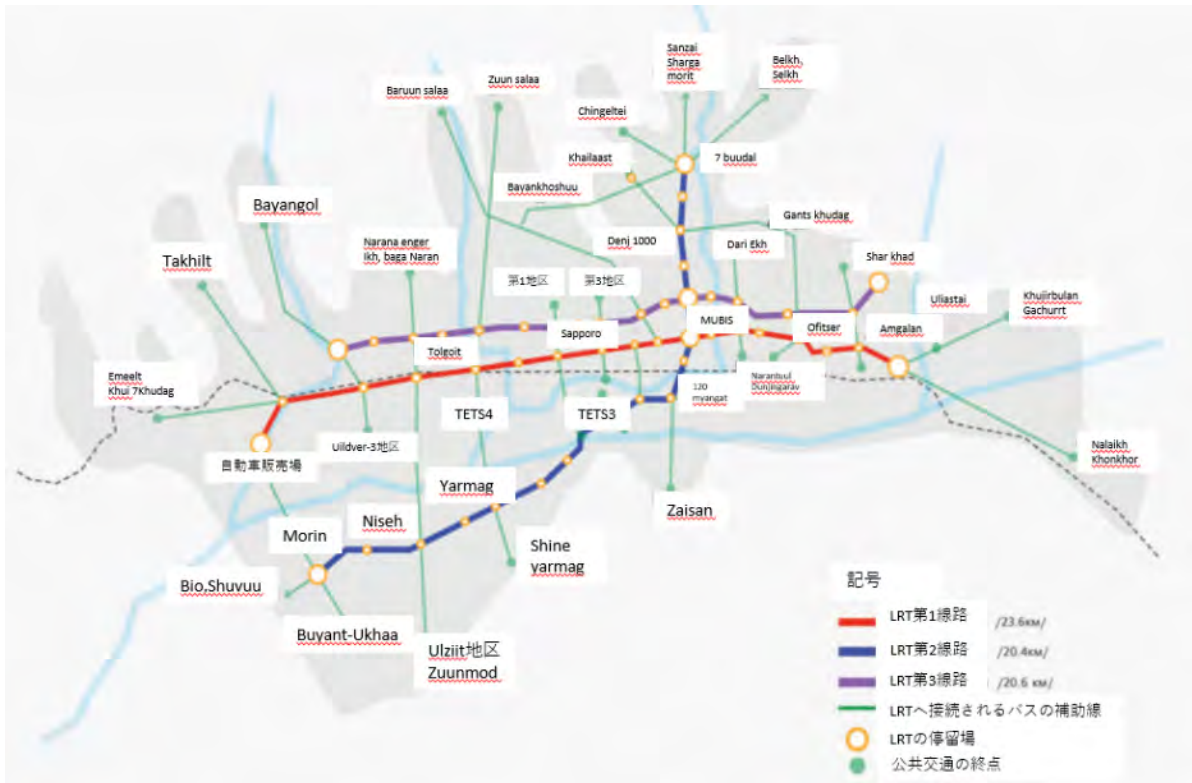 Sanzai
Sharga
morit
Belkh,
Selkh
Zuun salaa
Baruun salaa
Chingeltei
Khailaast
7 buudal
Bayankhoshuu
Bayangol
Gants khudag
Narana enger
Ikh, baga Naran
Denj 1000
Dari Ekh
Takhilt
Shar khad
第1地区
第3地区
Uliastai
Khujirbulan
Gachurrt
MUBIS
Sapporo
Ofitser
Amgalan
Tolgoit
Emeelt
Khui 7Khudag
120
myangat
Narantuul
Dunjingarav
TETS4
TETS3
Uildver-3地区
Nalaikh
Khonkhor
自動車販売場
Yarmag
Zaisan
Niseh
Morin
Shine
yarmag
Bio,Shuvuu
Buyant-Ukhaa
Ulziit地区
Zuunmod
記号
LRT第1線路 /23.6км/
LRT第2線路 /20.4км/
LRT第3線路 /20.6 км/
LRTへ接続されるバスの補助線
LRTの停留場
公共交通の終点